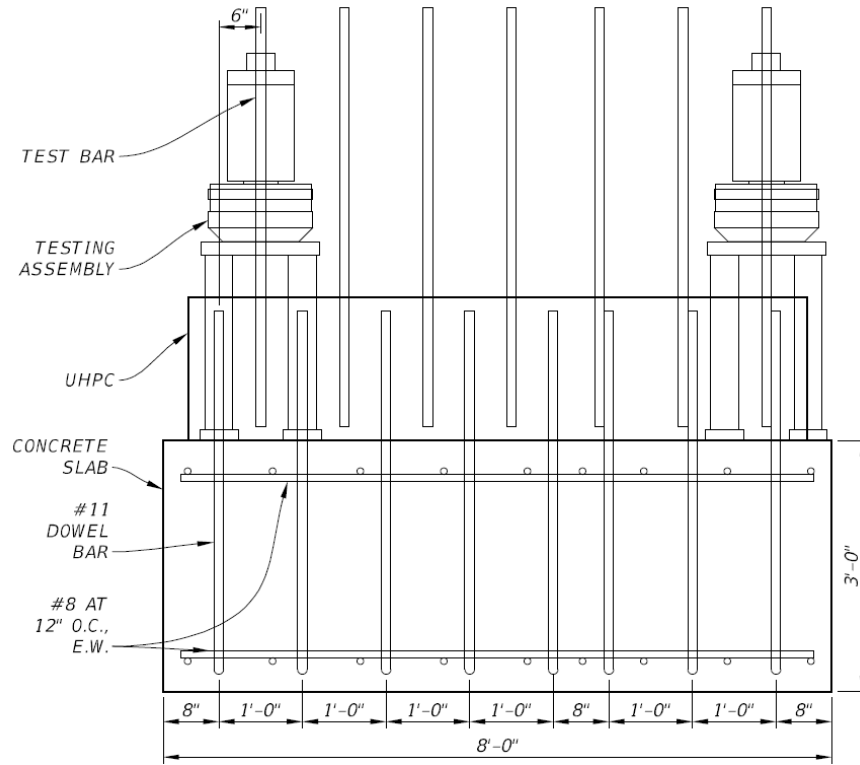 6"
TEST BAR
TESTING
ASSEMBLY
UHPC
CONCRETE
SLAB
#11
DOWEL
BAR
#8 AT
12" O.C.,
E.W.
3'-0"
8" 1'-0" 1'-0" 1'-0" 1'-0" 8" 1'-0" 1'-0" 8"
8'-0"